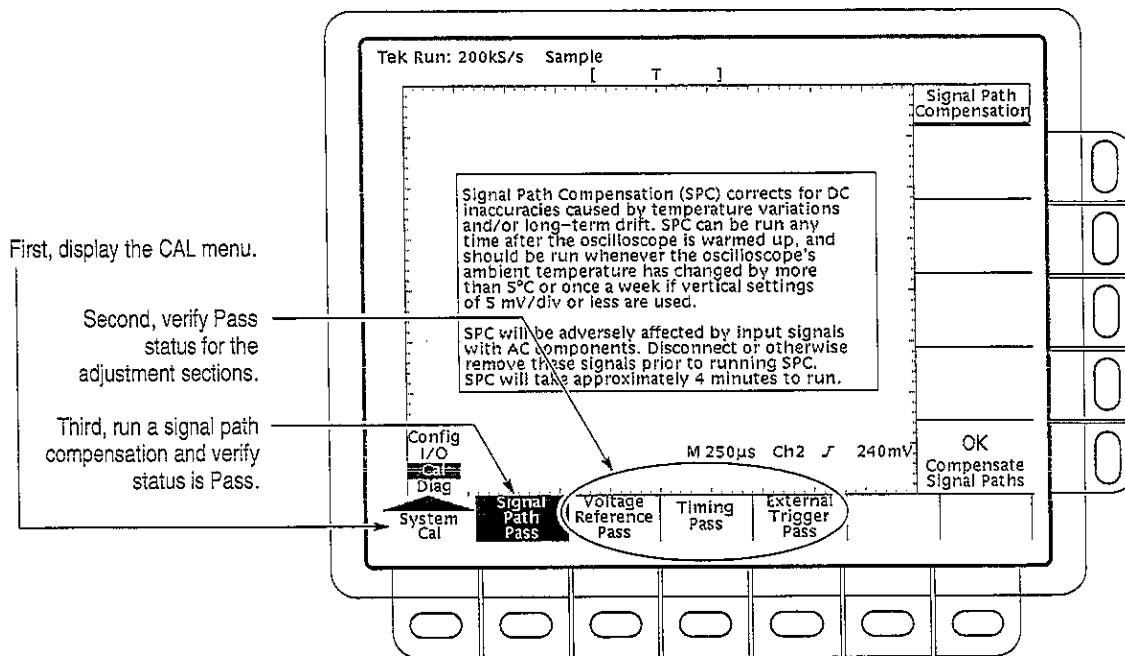 Tek Run: 200kS/s Sample
[ T ]
Signal Path
Compensation
Signal Path Compensation (SPC) corrects for DC
inaccuracies caused by temperature variations
and/or long-term drift. SPC can be run any
time after the oscilloscope is warmed up, and
should be run whenever the oscilloscope's
ambient temperature has changed by more
than 5°C or once a week if vertical settings
of 5 mV/div or less are used.
SPC will be adversely affected by input signals
with AC components. Disconnect or otherwise
remove these signals prior to running SPC.
SPC will take approximately 4 minutes to run.
First, display the CAL menu.
Second, verify Pass
status for the
adjustment sections.
Third, run a signal path
compensation and verify
status is Pass.
Config
I/O
Cal
Diag
M 250µs Ch2 ƒ 240mV
OK
Compensate
Signal Paths
System
Cal
Signal
Path
Pass
Voltage
Reference
Pass
Timing
Pass
External
Trigger
Pass